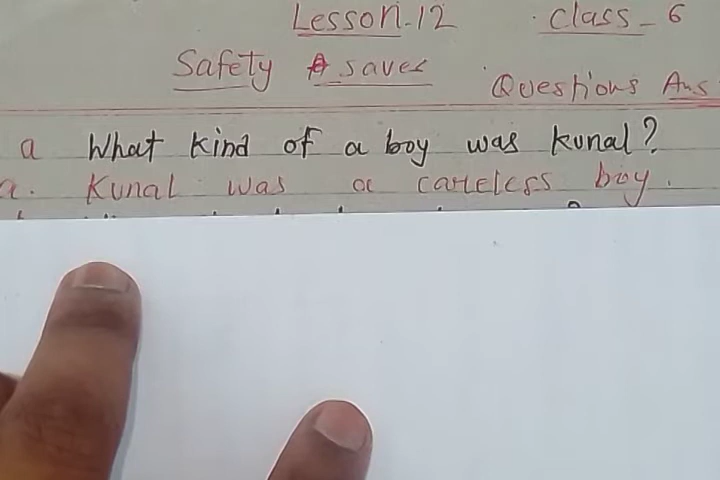 Lesson-12 class-6
Safety saves Questions Ans
a What kind of a boy was kunal?
a. Kunal was a careless boy.